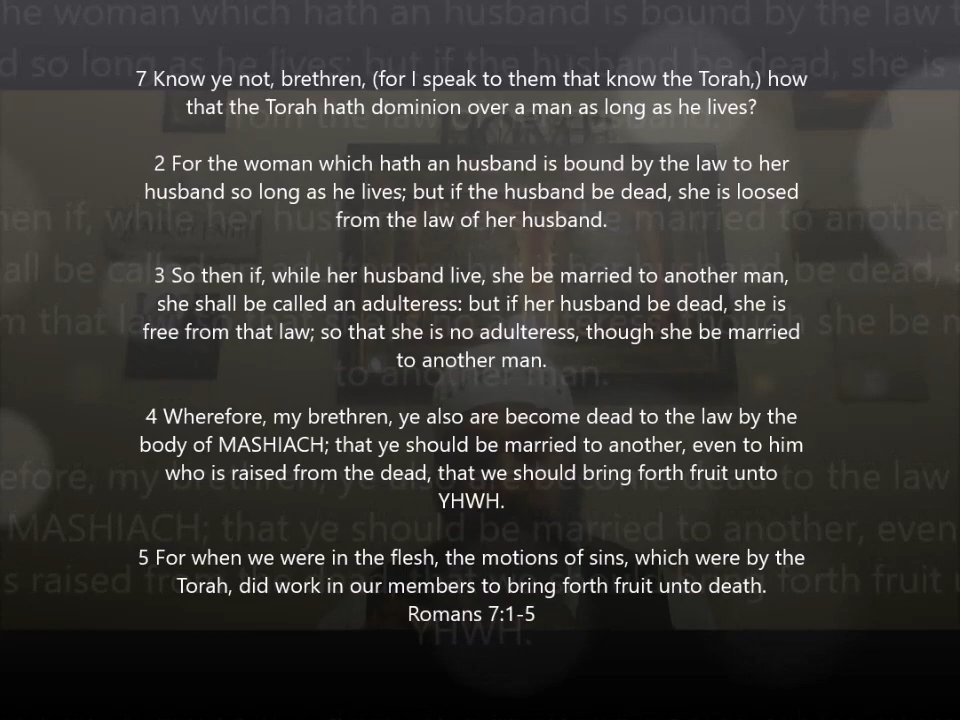 7 Know ye not, brethren, (for I speak to them that know the Torah,) how
that the Torah hath dominion over a man as long as he lives?
2 For the woman which hath an husband is bound by the law to her
husband so long as he lives; but if the husband be dead, she is loosed
from the law of her husband.
3 So then if, while her husband live, she be married to another man,
she shall be called an adulteress: but if her husband be dead, she is
free from that law; so that she is no adulteress, though she be married
to another man.
4 Wherefore, my brethren, ye also are become dead to the law by the
body of MASHIACH; that ye should be married to another, even to him
who is raised from the dead, that we should bring forth fruit unto
YHWH.
5 For when we were in the flesh, the motions of sins, which were by the
Torah, did work in our members to bring forth fruit unto death.
Romans 7:1-5